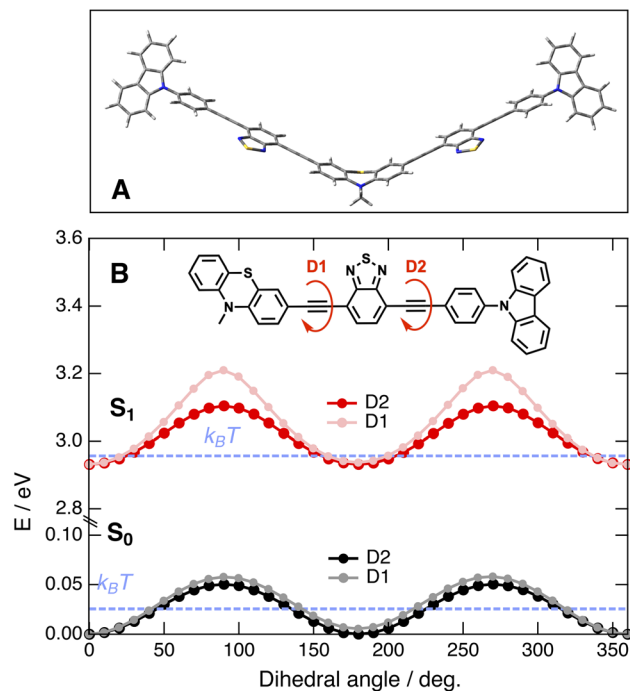 A
B
D1
D2
S
N
N
S
N
N
3.6
3.4
3.2
3.0
2.8
0.10
0.05
0.00
E / eV
S1
D2
D1
kBT
S0
D2
D1
kBT
0 50 100 150 200 250 300 350
Dihedral angle / deg.